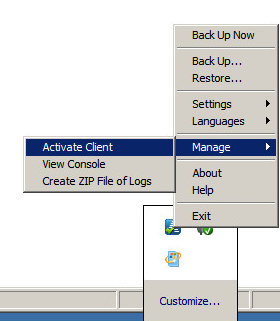 Back Up Now
Back Up...
Restore...
Settings
Languages
Manage
Activate Client
View Console
Create ZIP File of Logs
About
Help
Exit
Customize...